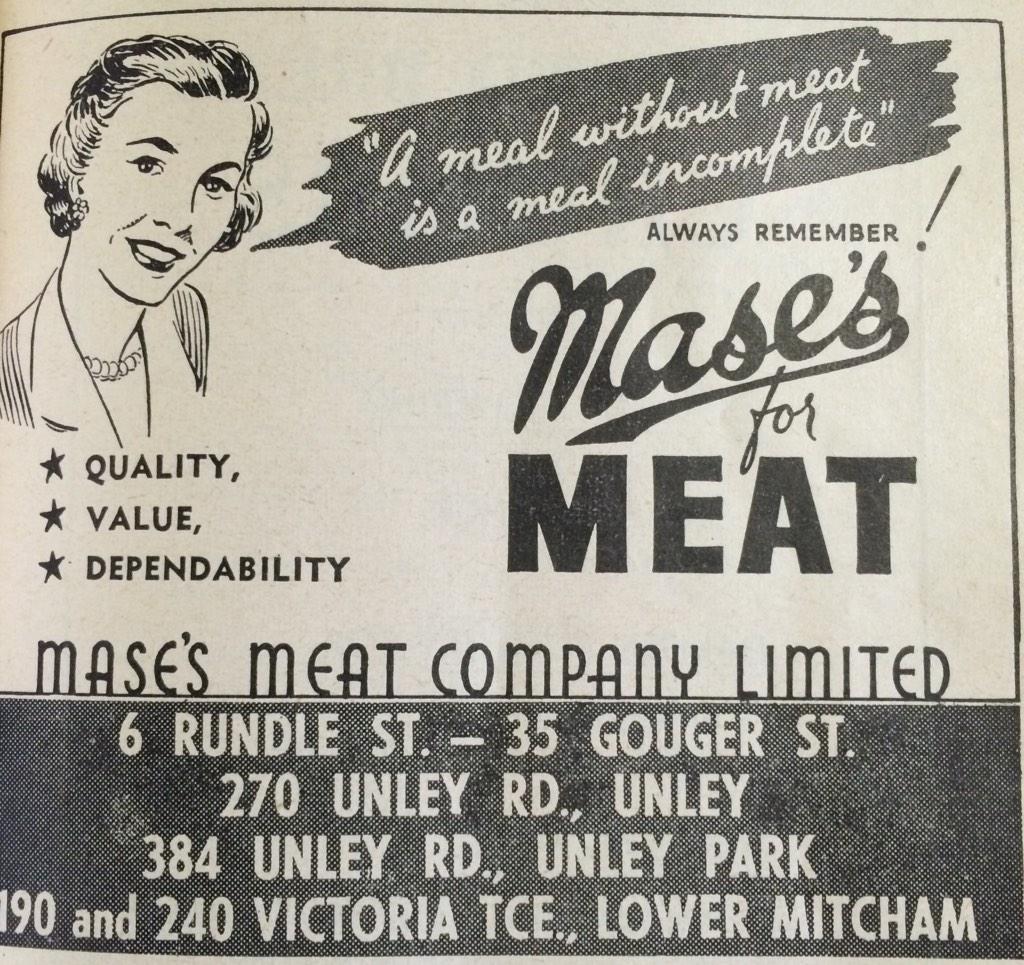 "A meal without meat
is a meal incomplete"
ALWAYS REMEMBER !
Mase's
for
MEAT
★ QUALITY,
★ VALUE,
★ DEPENDABILITY
MASE'S MEAT COMPANY LIMITED
6 RUNDLE ST. — 35 GOUGER ST.
270 UNLEY RD., UNLEY
384 UNLEY RD., UNLEY PARK
190 and 240 VICTORIA TCE., LOWER MITCHAM